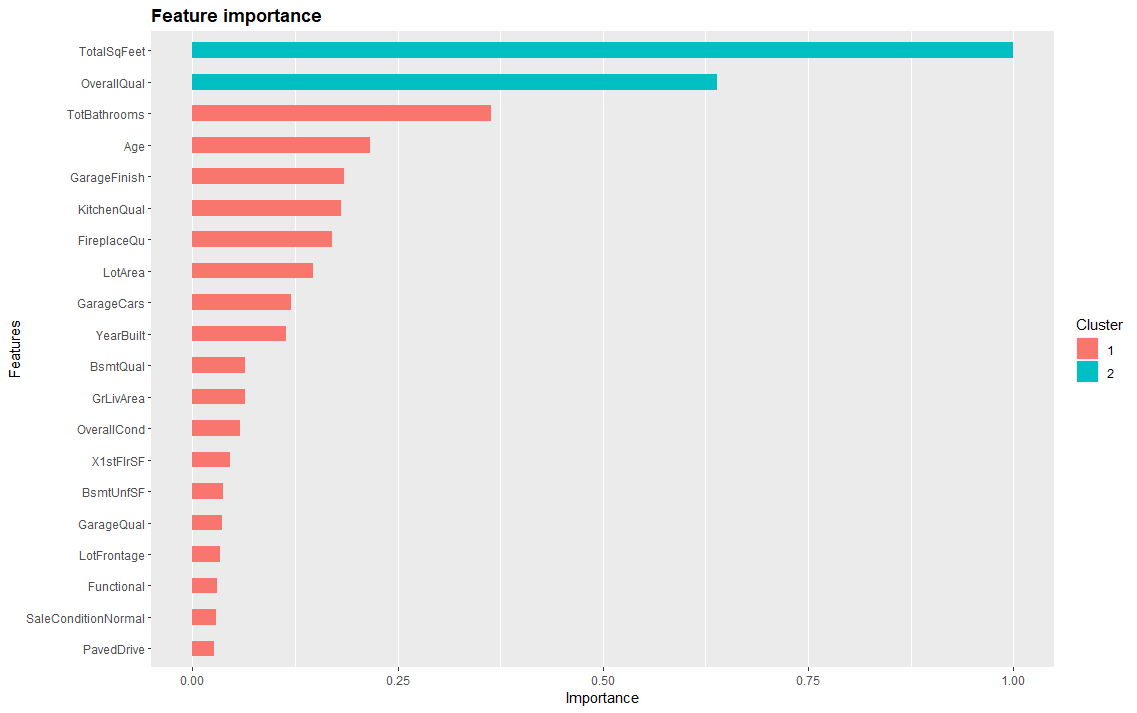 Feature importance
TotalSqFeet
OverallQual
TotBathrooms
Age
GarageFinish
KitchenQual
FireplaceQu
LotArea
GarageCars
YearBuilt
BsmtQual
GrLivArea
OverallCond
X1stFlrSF
BsmtUnfSF
GarageQual
LotFrontage
Functional
SaleConditionNormal
PavedDrive
Features
0.00 0.25 0.50 0.75 1.00
Importance
Cluster
1
2